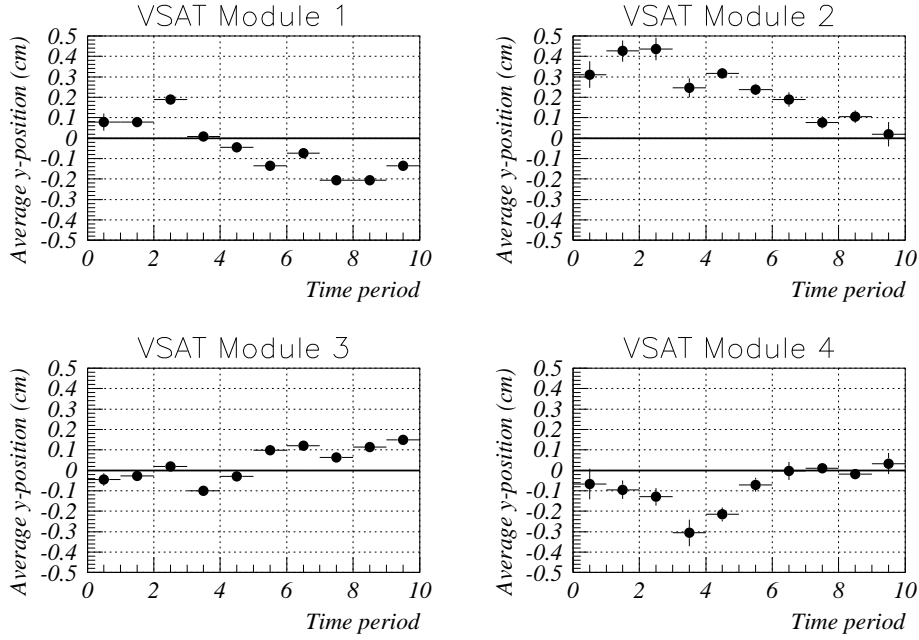 VSAT Module 1
Average y-position (cm)
0.5
0.4
0.3
0.2
0.1
0
-0.1
-0.2
-0.3
-0.4
-0.5
0 2 4 6 8 10
Time period
VSAT Module 2
Average y-position (cm)
0.5
0.4
0.3
0.2
0.1
0
-0.1
-0.2
-0.3
-0.4
-0.5
0 2 4 6 8 10
Time period
VSAT Module 3
Average y-position (cm)
0.5
0.4
0.3
0.2
0.1
0
-0.1
-0.2
-0.3
-0.4
-0.5
0 2 4 6 8 10
Time period
VSAT Module 4
Average y-position (cm)
0.5
0.4
0.3
0.2
0.1
0
-0.1
-0.2
-0.3
-0.4
-0.5
0 2 4 6 8 10
Time period